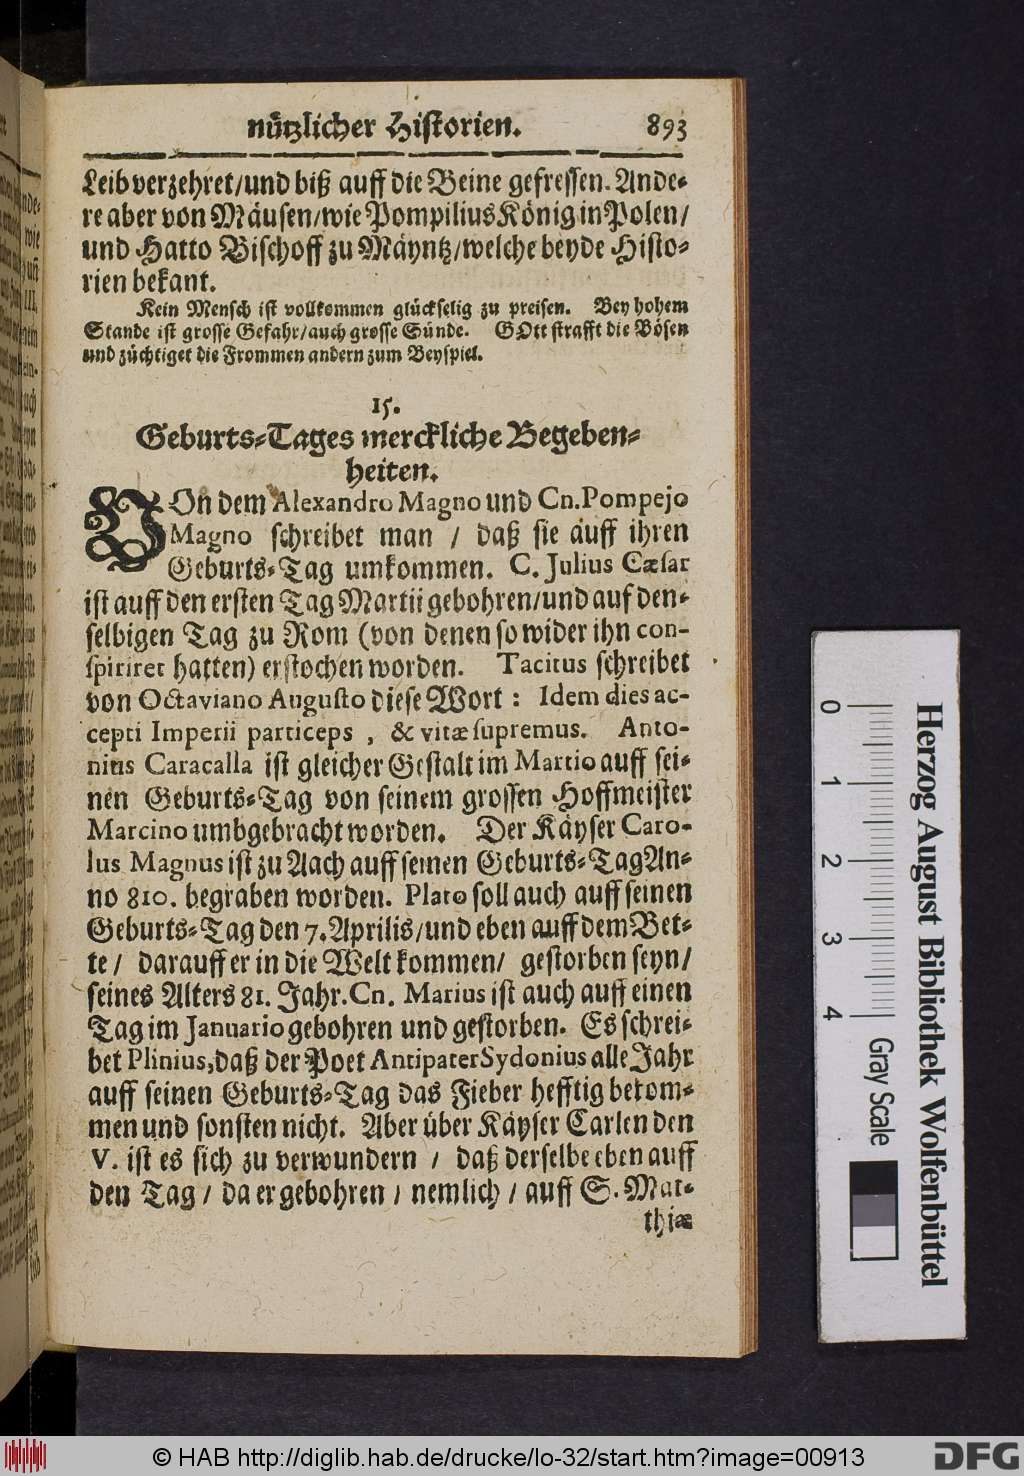 nützlicher Historien. 893
Leib verzehret/und biß auff die Beine gefressen. Ande-
re aber von Mäusen/wie Pompilius König in Polen/
und Hatto Bischoff zu Mäyntz/welche beyde Histo-
rien bekant.
Kein Mensch ist vollkommen glückselig zu preisen. Bey hohem
Stande ist grosse Gefahr/auch grosse Sünde. GOtt strafft die Bösen
und züchtiget die Frommen andern zum Beyspiel.
15.
Geburts-Tages merckliche Begeben-
heiten.
VOn dem Alexandro Magno und Cn. Pompejo
Magno schreibet man / daß sie auff ihren
Geburts-Tag umkommen. C. Julius Cæsar
ist auff den ersten Tag Martii gebohren/und auf den-
selbigen Tag zu Rom (von denen so wider ihn con-
spiriret hatten) erstochen worden. Tacitus schreibet
von Octaviano Augusto diese Wort: Idem dies ac-
cepti Imperii particeps, & vitæ supremus. Anto-
nius Caracalla ist gleicher Gestalt im Martio auff sei-
nen Geburts-Tag von seinem grossen Hoffmeister
Marcino umbgebracht worden. Der Käyser Caro-
lus Magnus ist zu Aach auff seinen Geburts-Tag An-
no 810. begraben worden. Plato soll auch auff seinen
Geburts-Tag den 7. Aprilis/und eben auff dem Bet-
te / darauff er in die Welt kommen/ gestorben seyn/
seines Alters 81. Jahr. Cn. Marius ist auch auff einen
Tag im Januario gebohren und gestorben. Es schrei-
bet Plinius, daß der Poet Antipater Sydonius alle Jahr
auff seinen Geburts-Tag das Fieber hefftig bekom-
men und sonsten nicht. Aber über Käyser Carlen den
V. ist es sich zu verwundern / daß derselbe eben auff
den Tag / da er gebohren / nemlich / auff S. Mat-
thiæ
0 1 2 3 4
Herzog August Bibliothek Wolfenbüttel
Gray Scale
© HAB http://diglib.hab.de/drucke/lo-32/start.htm?image=00913
DFG